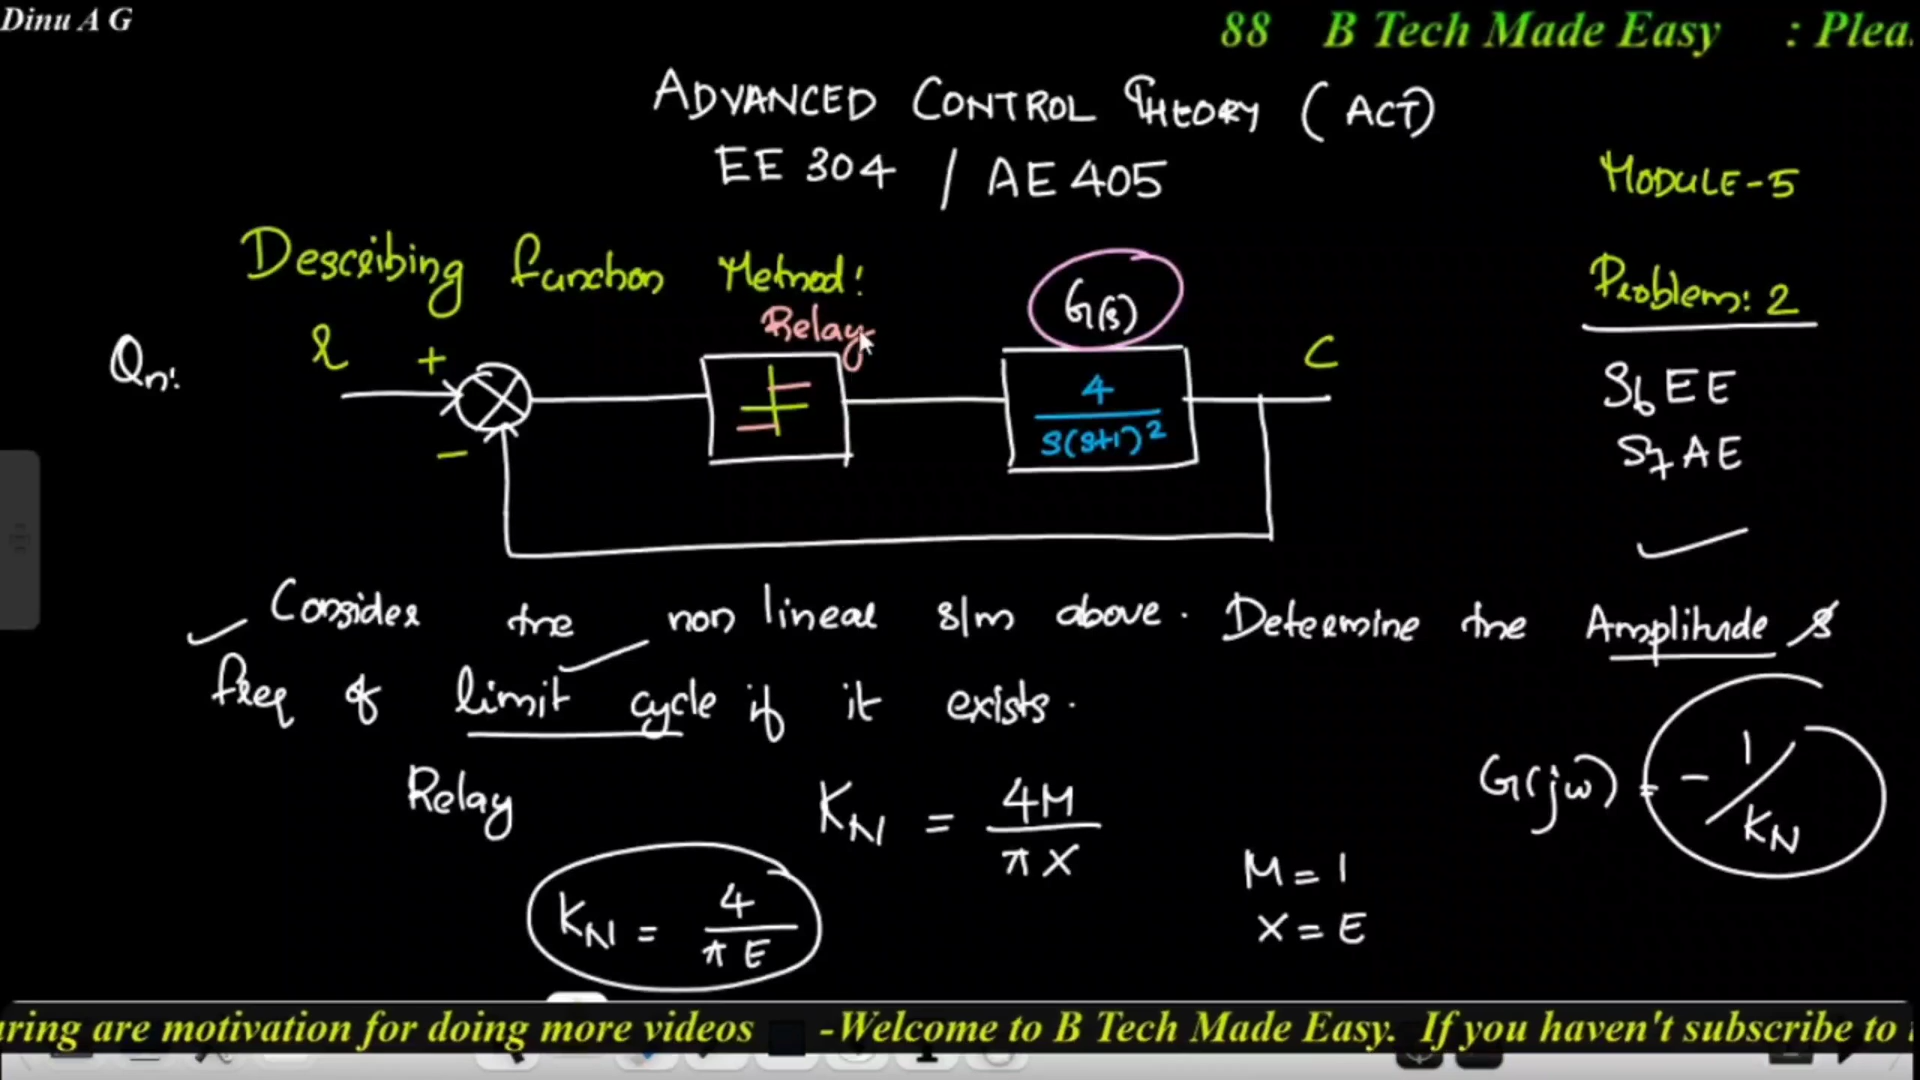 Dinu A G
88 B Tech Made Easy : Plea
ADVANCED CONTROL THEORY (ACT)
EE 304 / AE 405
MODULE-5
Describing function Method:
Problem: 2
Relay
G(s)
Qn:
r
+
C
S6 EE
4
S7 AE
s(s+1)²
-
Consider the non linear s/m above. Determine the Amplitude &
freq of limit cycle if it exists.
Relay
KN = 4M / πX
G(jω) = - 1/KN
M = 1
KN = 4 / πE
X = E
aring are motivation for doing more videos -Welcome to B Tech Made Easy. If you haven't subscribe to